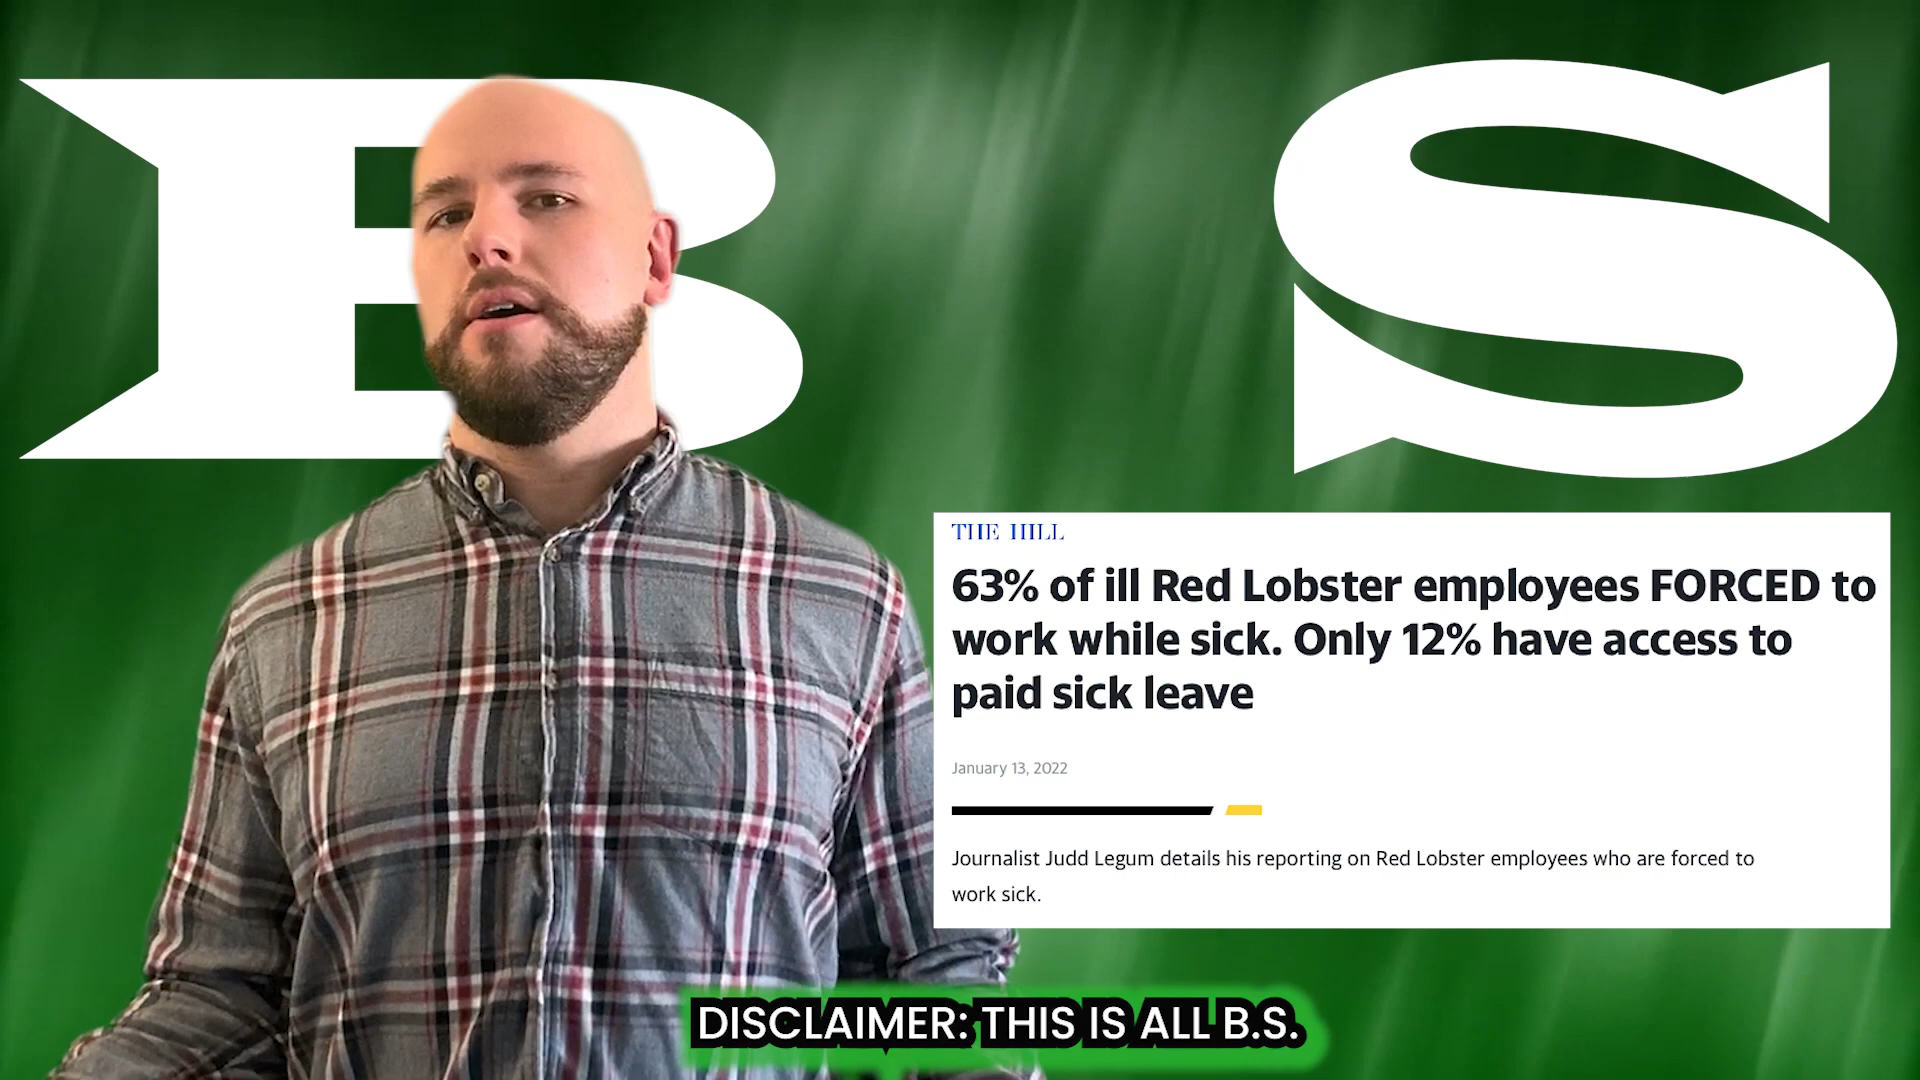 BS
THE HILL
63% of ill Red Lobster employees FORCED to
work while sick. Only 12% have access to
paid sick leave
January 13, 2022
Journalist Judd Legum details his reporting on Red Lobster employees who are forced to
work sick.
DISCLAIMER: THIS IS ALL B.S.